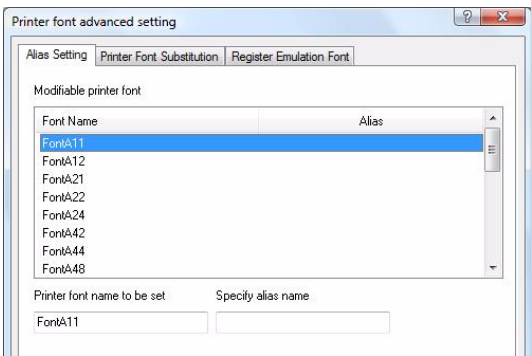 Printer font advanced setting
Alias Setting Printer Font Substitution Register Emulation Font
Modifiable printer font
Font Name Alias
FontA11
FontA12
FontA21
FontA22
FontA24
FontA42
FontA44
FontA48
Printer font name to be set Specify alias name
FontA11